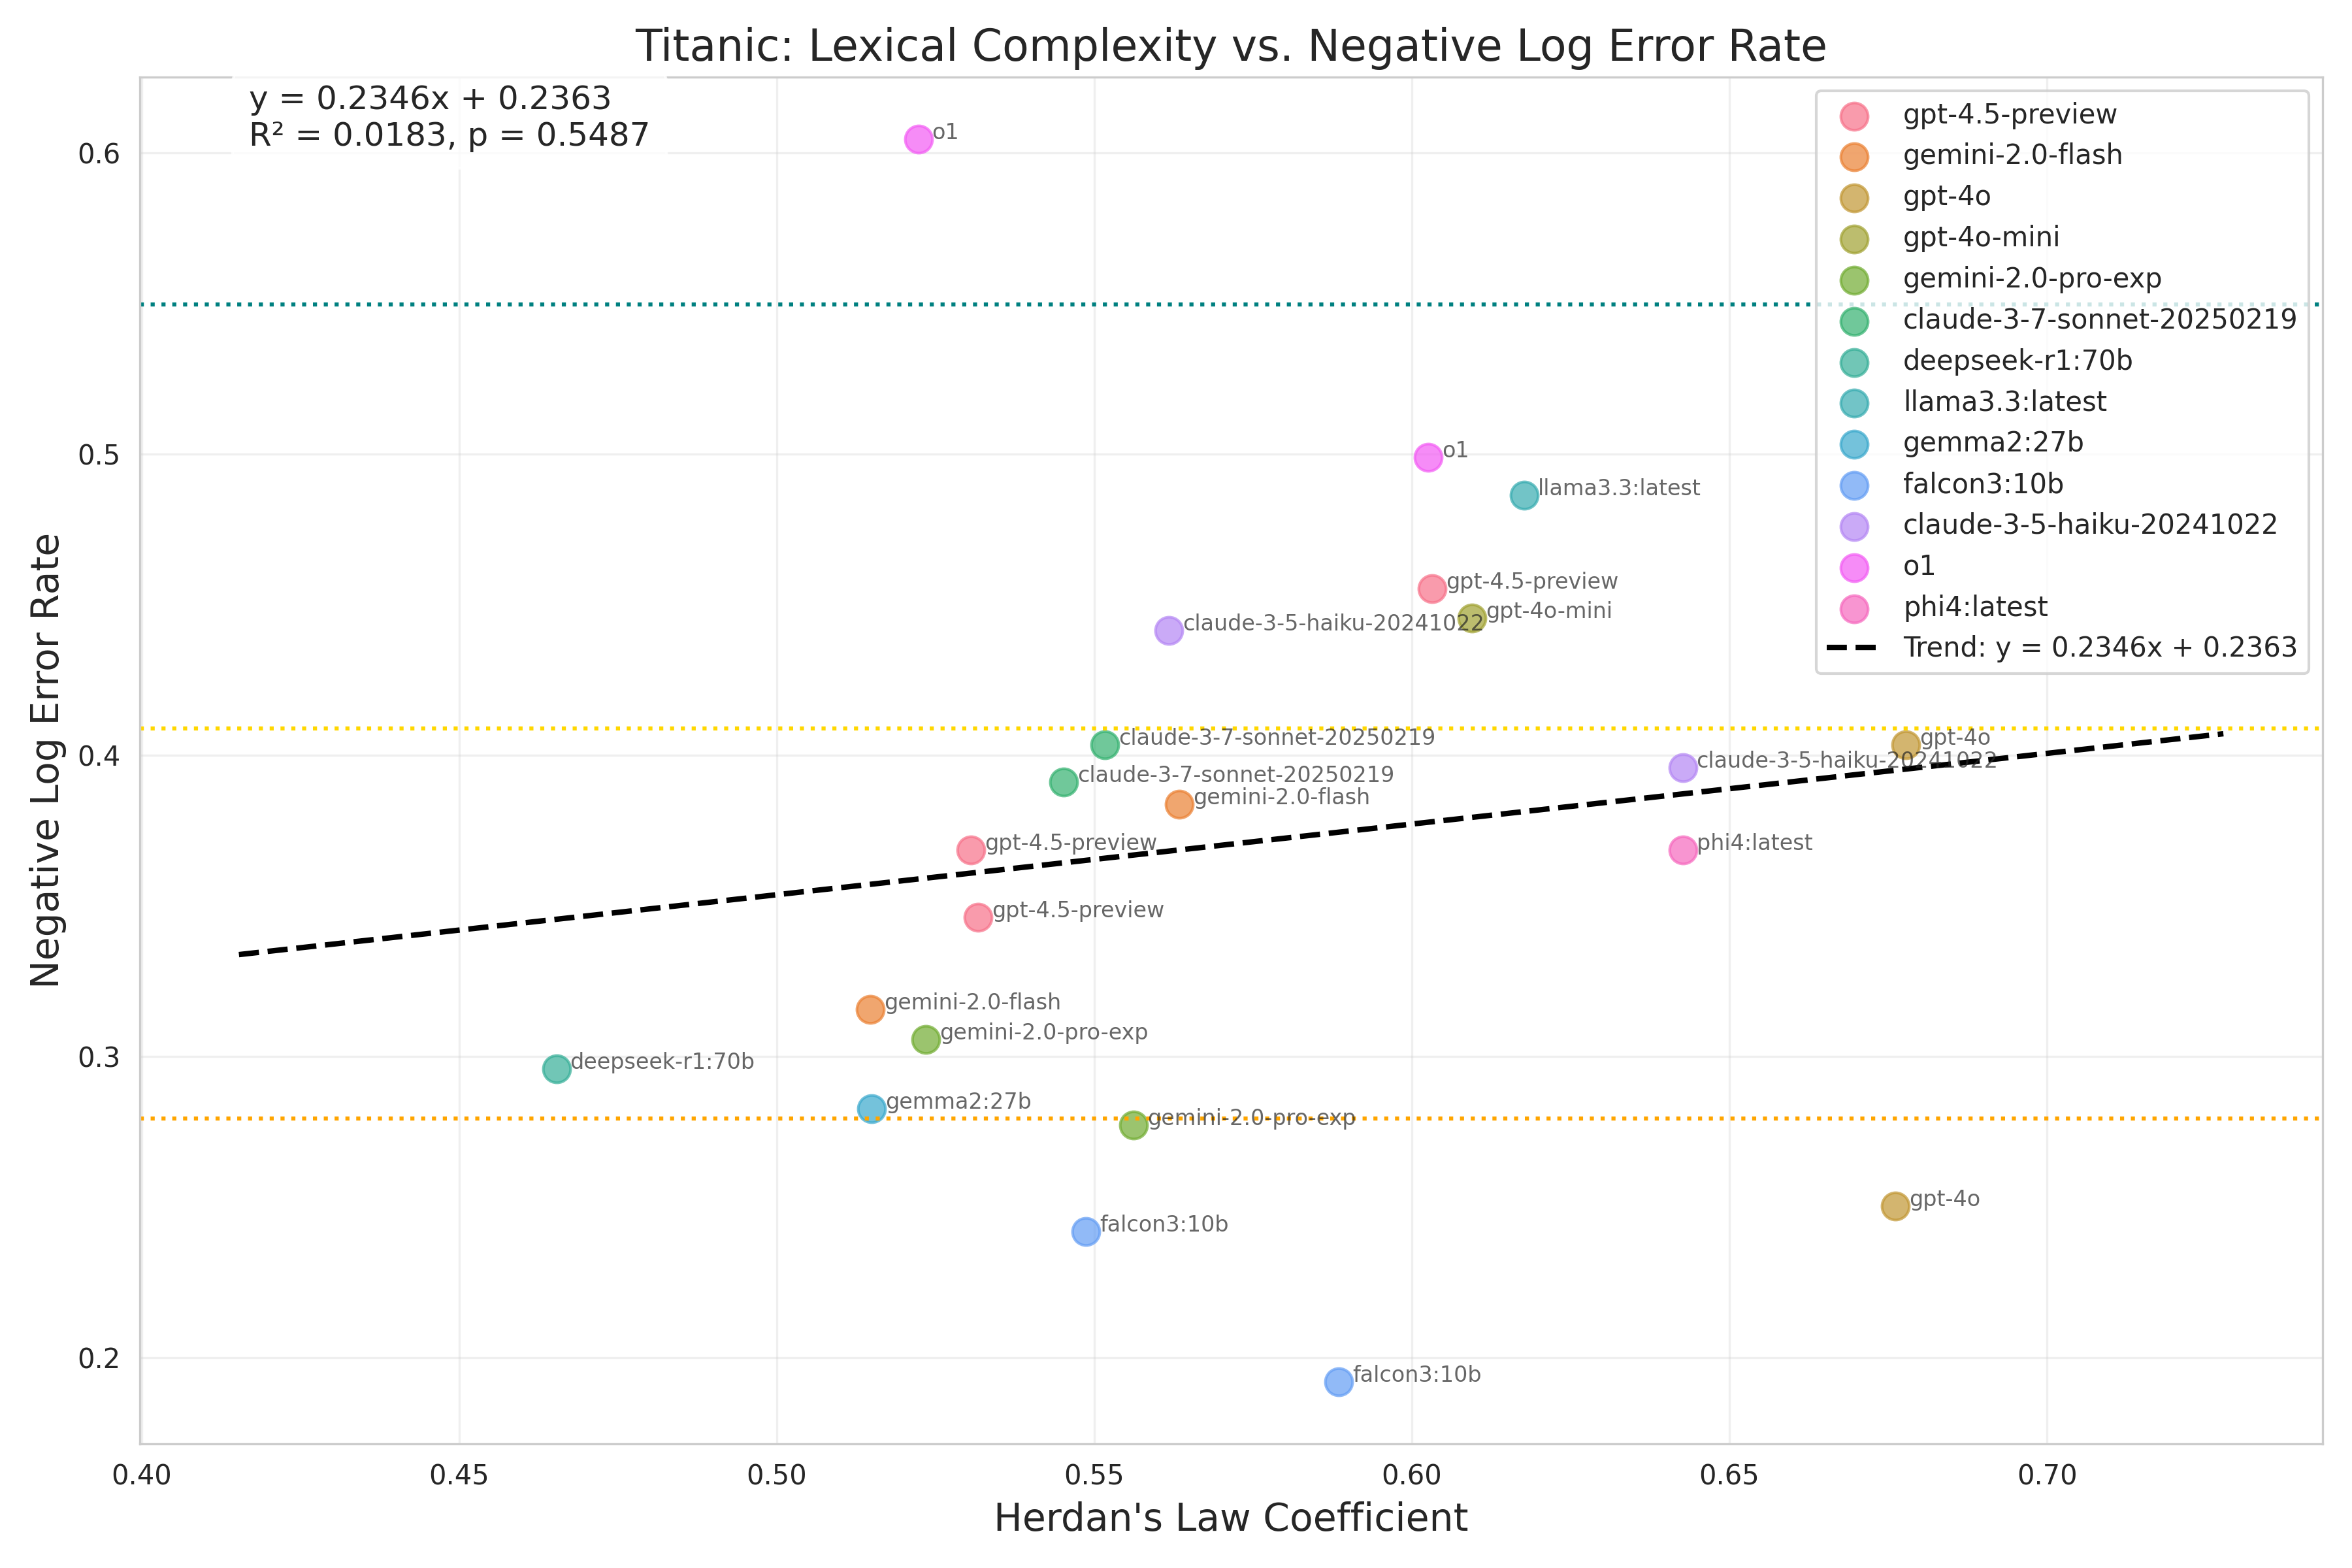 Titanic: Lexical Complexity vs. Negative Log Error Rate
y = 0.2346x + 0.2363
R² = 0.0183, p = 0.5487
gpt-4.5-preview
gemini-2.0-flash
gpt-4o
gpt-4o-mini
gemini-2.0-pro-exp
claude-3-7-sonnet-20250219
deepseek-r1:70b
llama3.3:latest
gemma2:27b
falcon3:10b
claude-3-5-haiku-20241022
o1
phi4:latest
Trend: y = 0.2346x + 0.2363
o1
o1
llama3.3:latest
gpt-4.5-preview
gpt-4o-mini
claude-3-5-haiku-20241022
claude-3-7-sonnet-20250219
gpt-4o
claude-3-5-haiku-20241022
claude-3-7-sonnet-20250219
gemini-2.0-flash
gpt-4.5-preview
phi4:latest
gpt-4.5-preview
gemini-2.0-flash
gemini-2.0-pro-exp
deepseek-r1:70b
gemma2:27b
gemini-2.0-pro-exp
gpt-4o
falcon3:10b
falcon3:10b
0.6
0.5
0.4
0.3
0.2
Negative Log Error Rate
0.40 0.45 0.50 0.55 0.60 0.65 0.70
Herdan's Law Coefficient